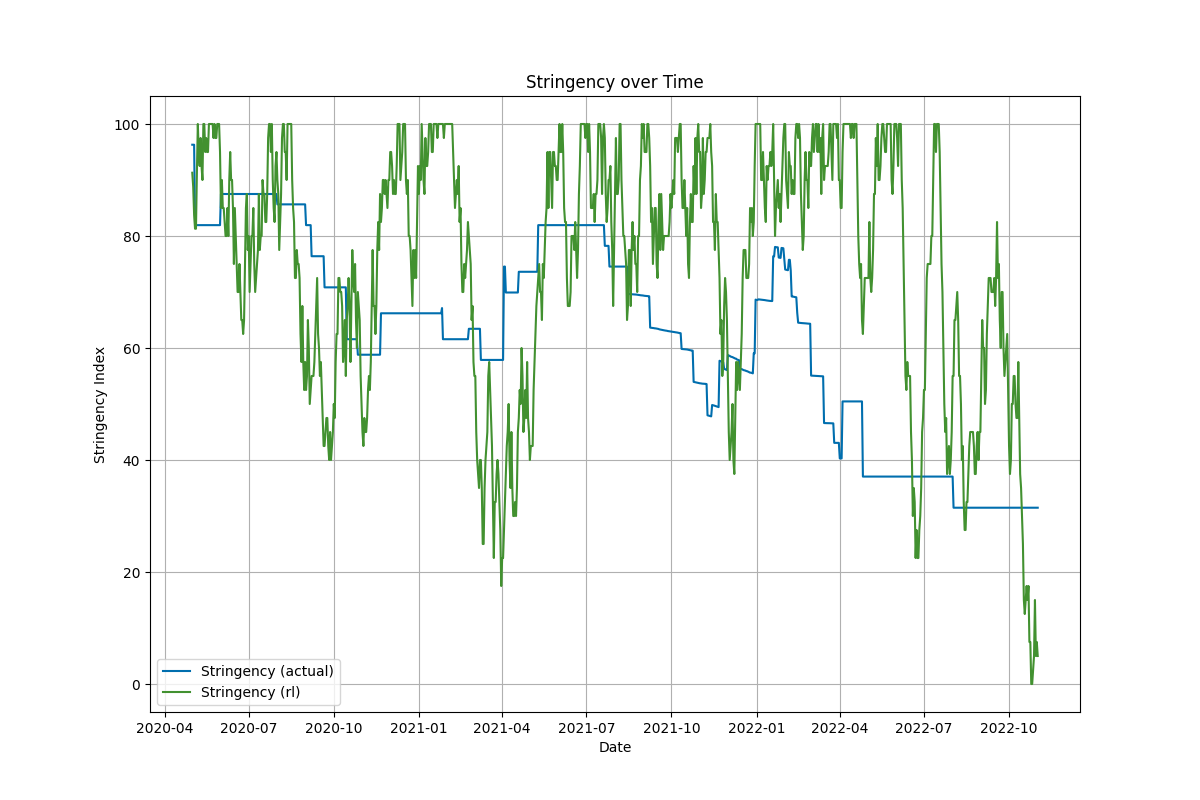 Stringency over Time
Stringency Index
100
80
60
40
20
0
Stringency (actual)
Stringency (rl)
2020-04 2020-07 2020-10 2021-01 2021-04 2021-07 2021-10 2022-01 2022-04 2022-07 2022-10
Date